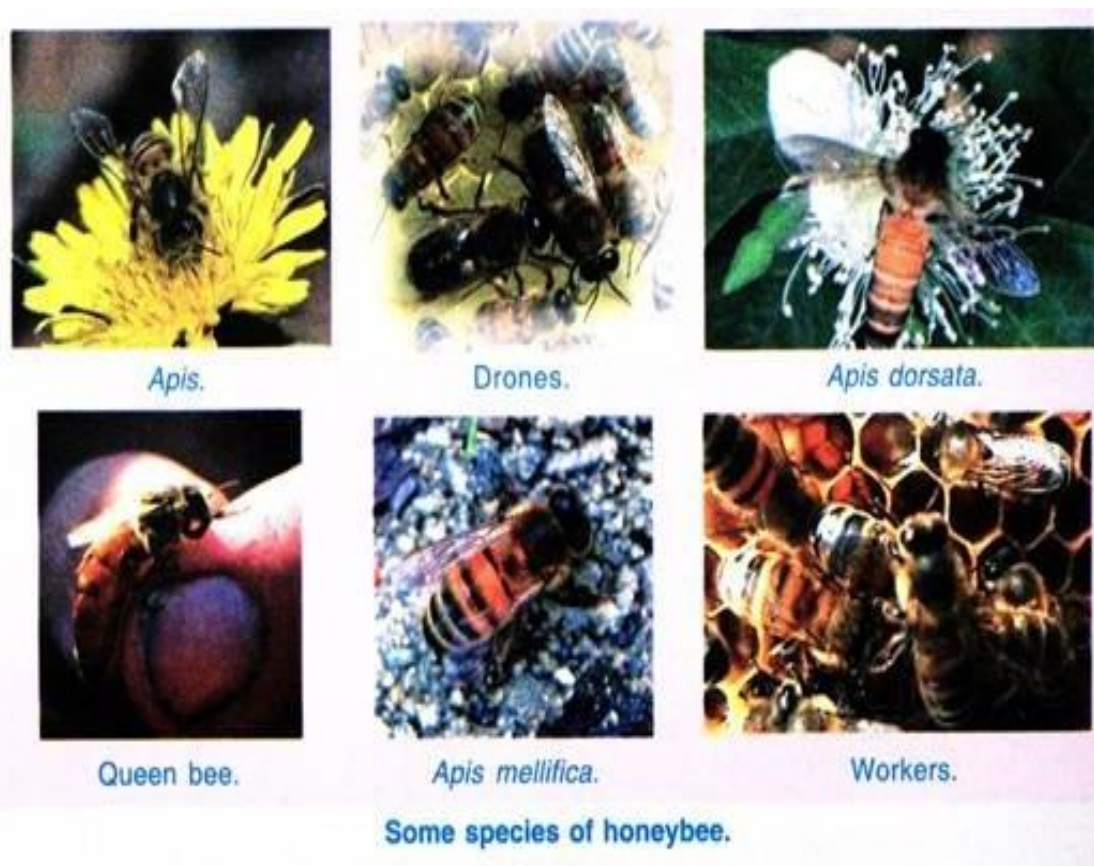 Apis.
Drones.
Apis dorsata.
Queen bee.
Apis mellifica.
Workers.
Some species of honeybee.